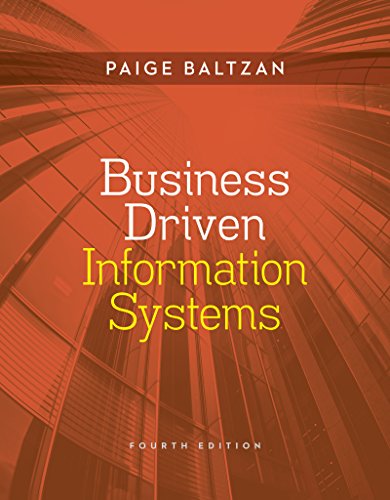 PAIGE BALTZAN
Business
Driven
Information
Systems
FOURTH EDITION